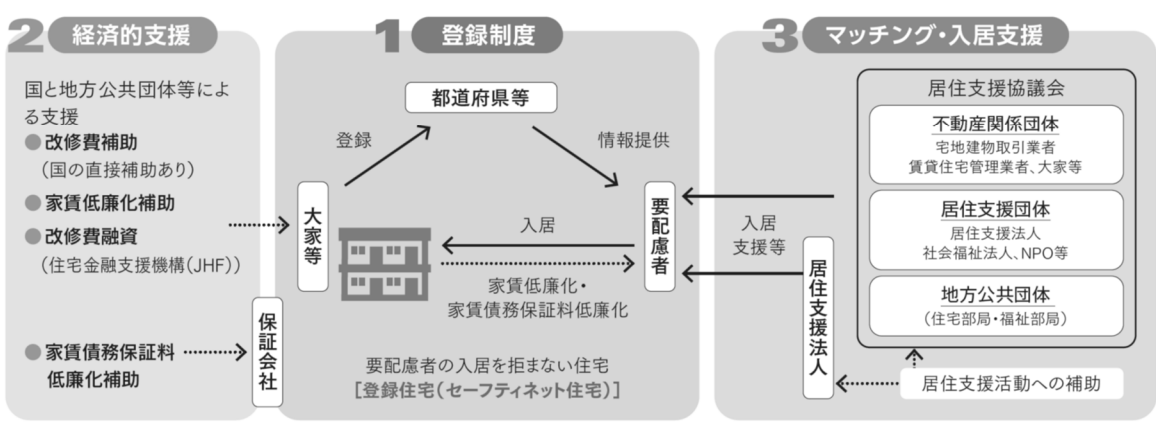 2 経済的支援
国と地方公共団体等によ
る支援
●改修費補助
（国の直接補助あり）
●家賃低廉化補助
●改修費融資
（住宅金融支援機構（JHF））
●家賃債務保証料
低廉化補助
保証会社
1 登録制度
都道府県等
登録
情報提供
大家等
要配慮者
入居
家賃低廉化・
家賃債務保証料低廉化
要配慮者の入居を拒まない住宅
［登録住宅（セーフティネット住宅）］
3 マッチング・入居支援
入居
支援等
居住支援法人
居住支援協議会
不動産関係団体
宅地建物取引業者
賃貸住宅管理業者、大家等
居住支援団体
居住支援法人
社会福祉法人、NPO等
地方公共団体
（住宅部局・福祉部局）
居住支援活動への補助